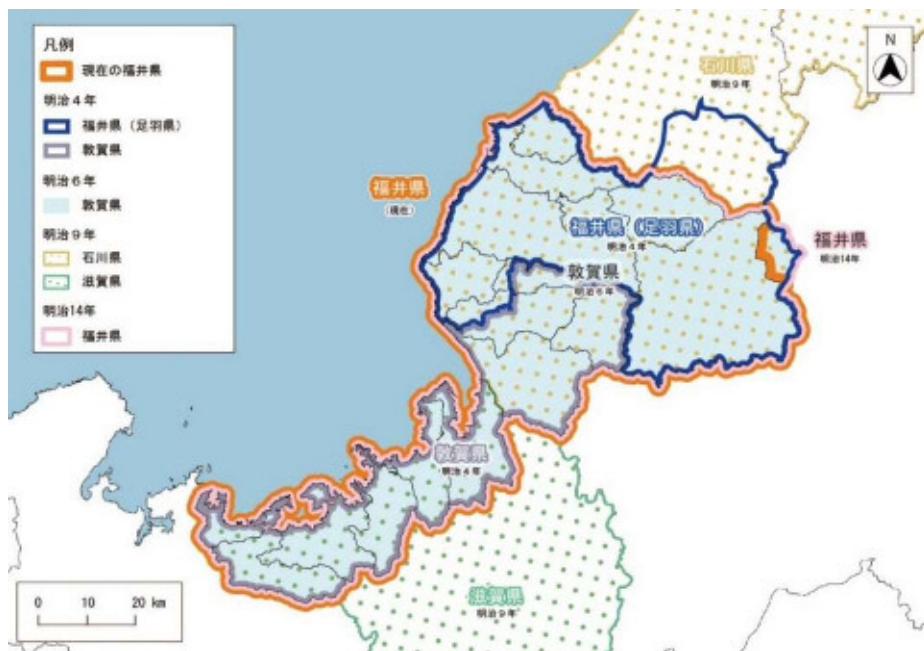 凡例
現在の福井県
明治4年
福井県（足羽県）
敦賀県
明治6年
敦賀県
明治9年
石川県
滋賀県
明治14年
福井県
N
石川県
明治9年
福井県
（現在）
福井県（足羽県）
明治4年
福井県
明治14年
敦賀県
明治6年
敦賀県
明治4年
滋賀県
明治9年
0 10 20 km